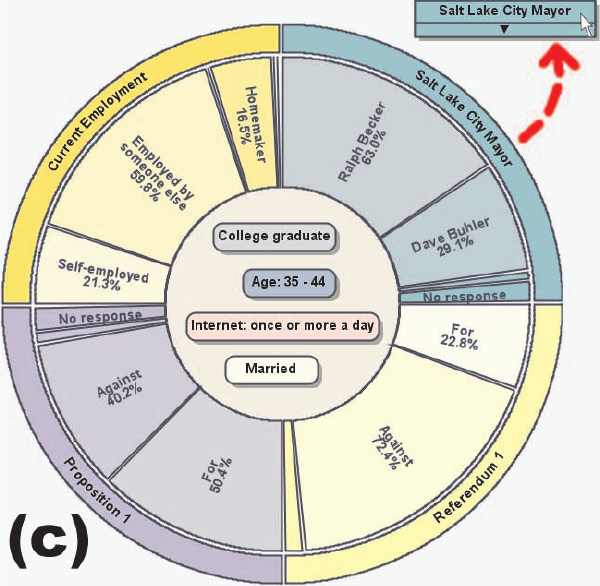 Salt Lake City Mayor
Current Employment
Salt Lake City Mayor
Homemaker
16.5%
Employed by
someone else
59.8%
Self-employed
21.3%
Ralph Becker
63.0%
Dave Buhler
29.1%
No response
College graduate
Age: 35 - 44
Internet: once or more a day
Married
No response
Against
40.2%
For
50.4%
For
22.8%
Against
72.4%
Proposition 1
Referendum 1
(c)